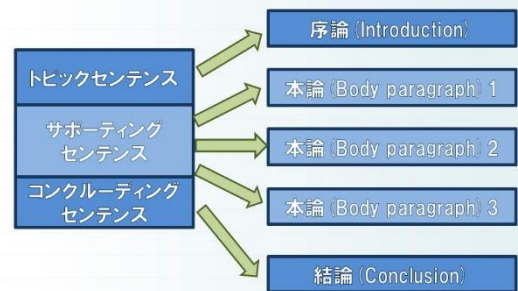 トピックセンテンス
サポーティング
センテンス
コンクルーティング
センテンス
序論 (Introduction)
本論 (Body paragraph) 1
本論 (Body paragraph) 2
本論 (Body paragraph) 3
結論 (Conclusion)